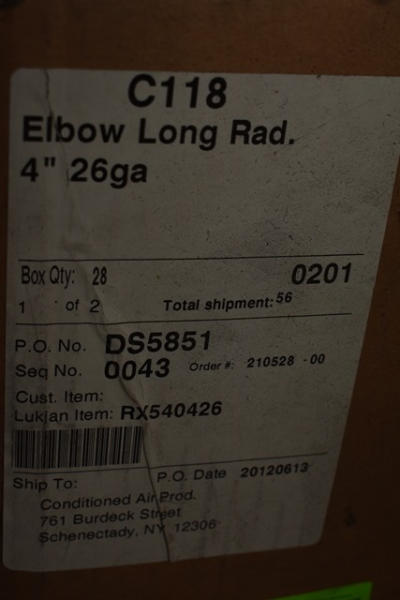 C118
Elbow Long Rad.
4" 26ga
Box Qty: 28 0201
1 of 2 Total shipment: 56
P.O. No. DS5851
Seq No. 0043 Order #: 210528 -00
Cust. Item:
Lukjan Item: RX540426
Ship To: P.O. Date 20120613
Conditioned Air Prod.
761 Burdeck Street
Schenectady, NY 12306